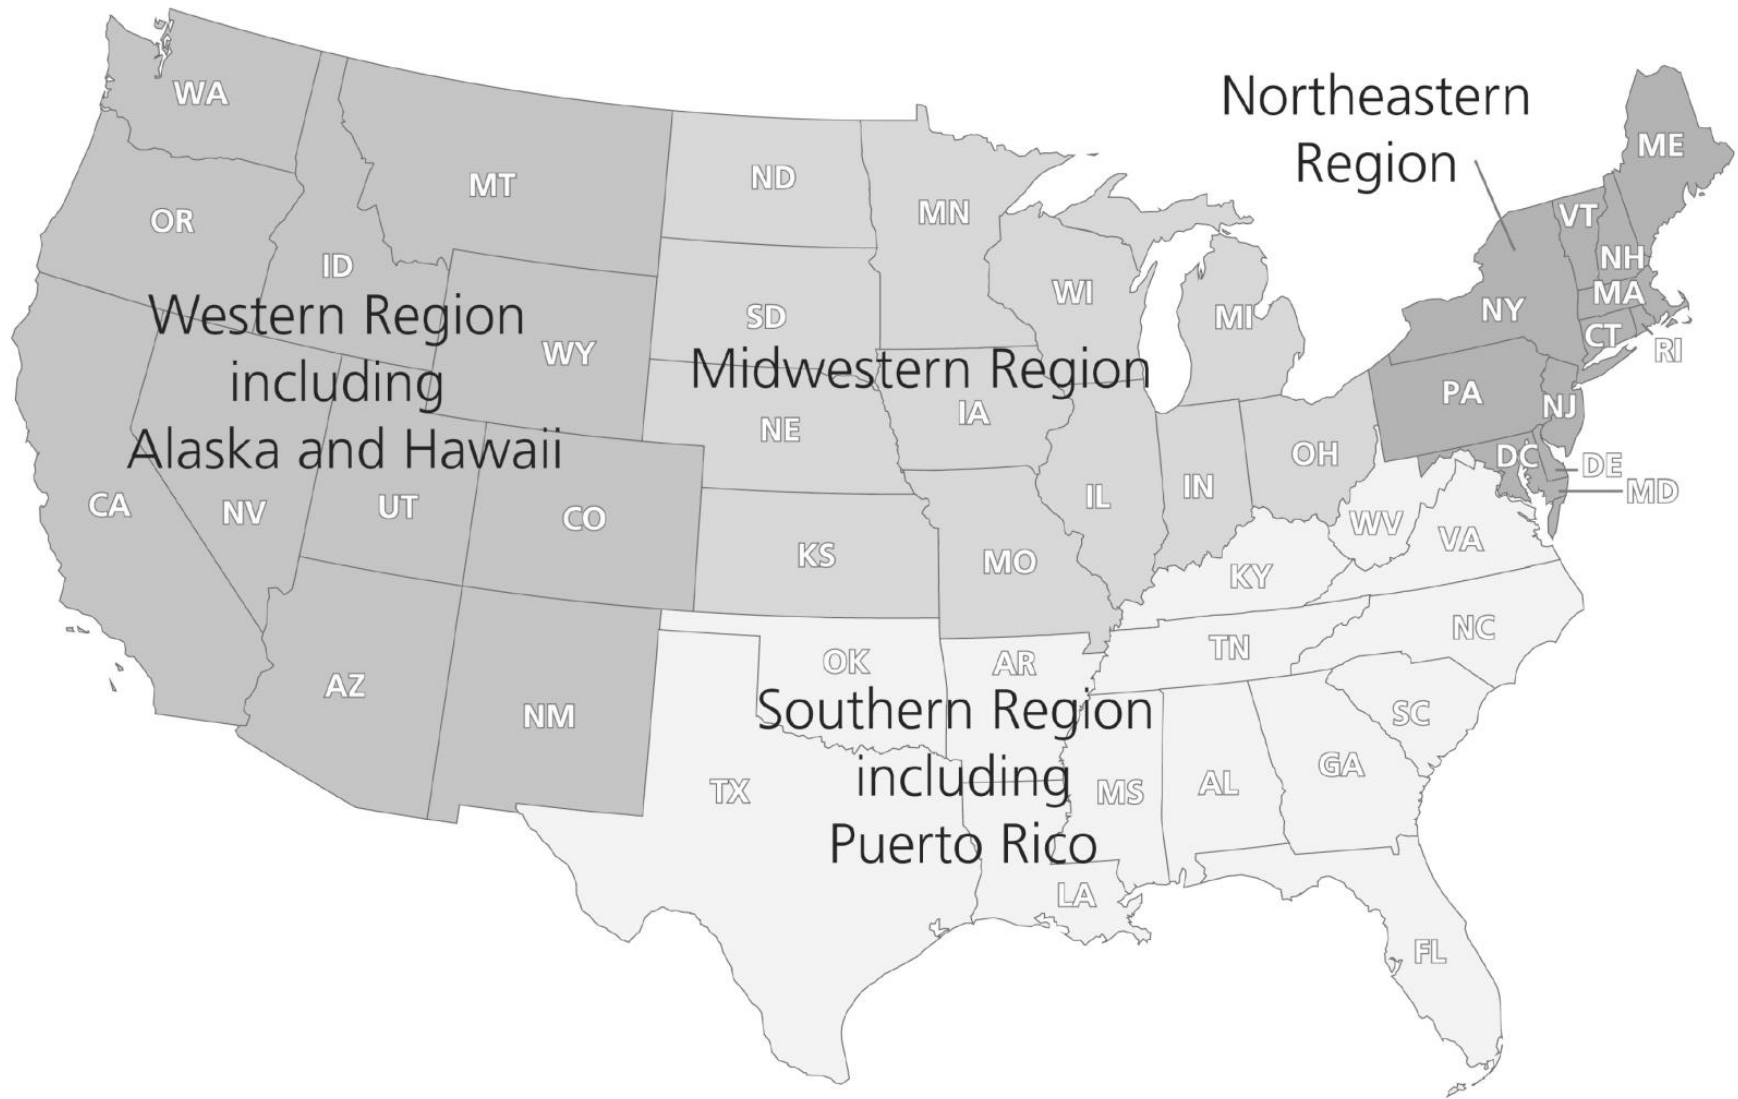 WA
MT
ND
MN
OR
ID
SD
WI
MI
WY
NE
IA
Western Region
including
Alaska and Hawaii
Midwestern Region
Northeastern
Region
ME
VT
NH
MA
NY
CT
RI
PA
NJ
DC
DE
MD
CA
NV
UT
CO
KS
MO
IL
IN
OH
WV
VA
KY
AZ
NM
OK
AR
TN
NC
SC
TX
MS
AL
GA
LA
FL
Southern Region
including
Puerto Rico